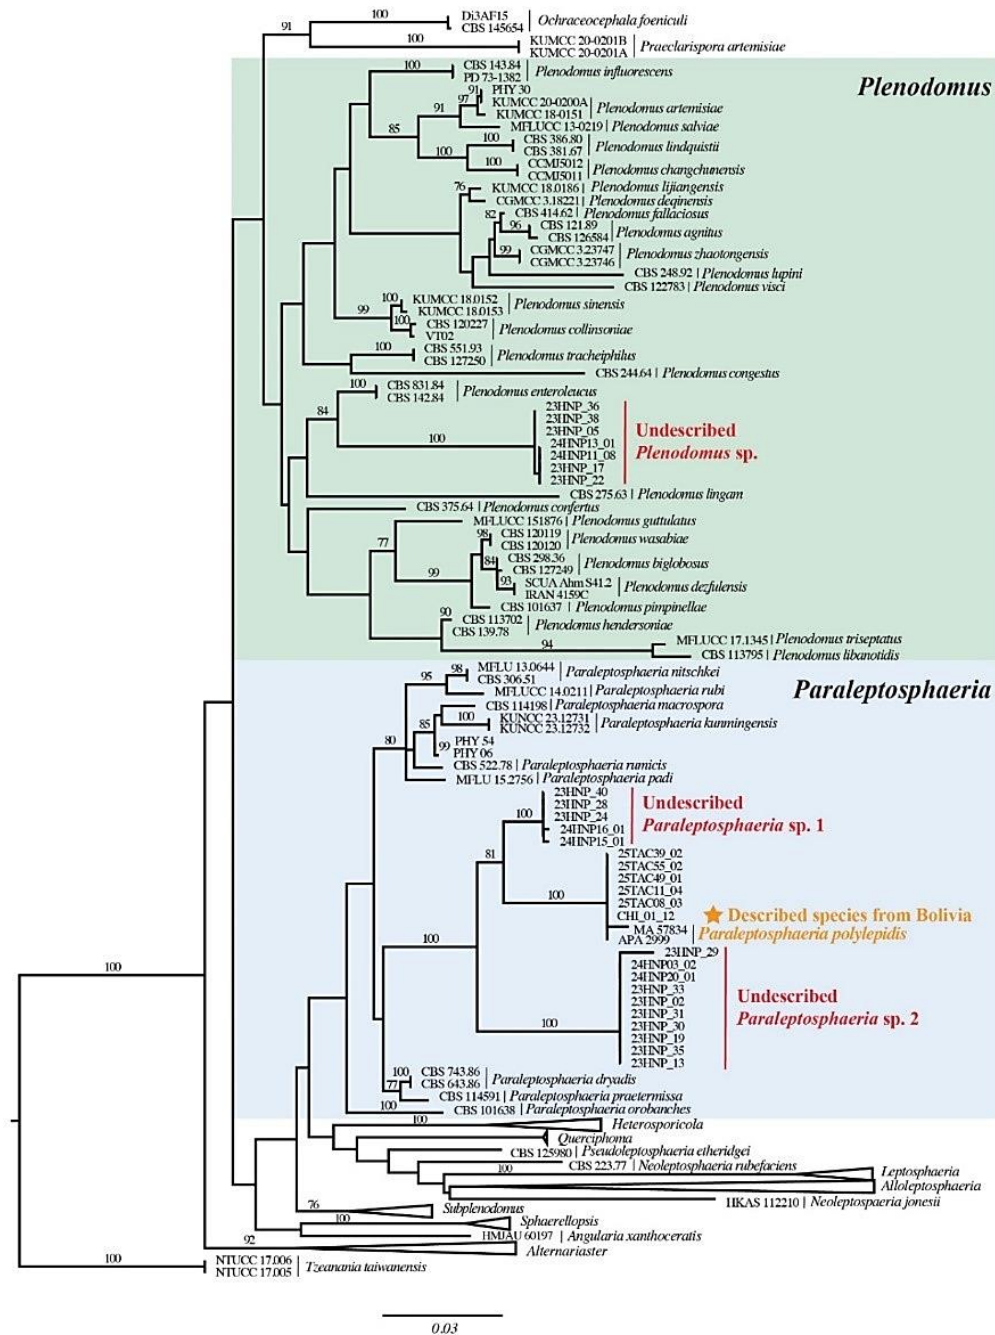 91
100
Di3AF15
CBS 145654
Ochraceocephala foeniculi
100
KUMCC 20-0201B
KUMCC 20-0201A
Praeclarispora artemisiae
Plenodomus
100
CBS 143.84
PD 73-1382
Plenodomus influorescens
91
PHY 30
97
KUMCC 20-0200A
KUMCC 18-0151
Plenodomus artemisiae
91
MFLUCC 13-0219 | Plenodomus salviae
85
100
CBS 386.80
CBS 381.67
Plenodomus lindquistii
100
100
CCMJ5012
CCMJ5011
Plenodomus changchunensis
76
KUMCC 18.0186 | Plenodomus lijiangensis
CGMCC 3.18221 | Plenodomus deqinensis
82
CBS 414.62 | Plenodomus fallaciosus
96
CBS 121.89
CBS 126584
Plenodomus agnitus
99
CGMCC 3.23747
CGMCC 3.23746
Plenodomus zhaotongensis
CBS 248.92 | Plenodomus lupini
CBS 122783 | Plenodomus visci
99
100
KUMCC 18.0152
KUMCC 18.0153
Plenodomus sinensis
100
CBS 120227
VT02
Plenodomus collinsoniae
100
CBS 551.93
CBS 127250
Plenodomus tracheiphilus
CBS 244.64 | Plenodomus congestus
100
CBS 831.84
CBS 142.84
Plenodomus enteroleucus
84
100
23HNP_36
23HNP_38
23HNP_05
24HNP13_01
24HNP11_08
23HNP_17
23HNP_22
Undescribed
Plenodomus sp.
CBS 275.63 | Plenodomus lingam
CBS 375.64 | Plenodomus confertus
MFLUCC 151876 | Plenodomus guttulatus
77
98
CBS 120119
CBS 120120
Plenodomus wasabiae
99
84
CBS 298.36
CBS 127249
Plenodomus biglobosus
93
SCUA Ahm S41.2
IRAN 4159C
Plenodomus dezfulensis
CBS 101637 | Plenodomus pimpinellae
90
CBS 113702
CBS 139.78
Plenodomus hendersoniae
94
MFLUCC 17.1345 | Plenodomus triseptatus
CBS 113795 | Plenodomus libanotidis
Paraleptosphaeria
95
98
MFLU 13.0644
CBS 306.51
Paraleptosphaeria nitschkei
MFLUCC 14.0211 | Paraleptosphaeria rubi
CBS 114198 | Paraleptosphaeria macrospora
85
100
KUNCC 23.12731
KUNCC 23.12732
Paraleptosphaeria kunmingensis
80
99
PHY 54
PHY 06
CBS 522.78 | Paraleptosphaeria rumicis
MFLU 15.2756 | Paraleptosphaeria padi
100
23HNP_40
23HNP_28
23HNP_24
24HNP16_01
24HNP15_01
Undescribed
Paraleptosphaeria sp. 1
81
100
25TAC39_02
25TAC55_02
25TAC49_01
25TAC11_04
25TAC08_03
CHI_01_12
MA 57834
APA 2999
Described species from Bolivia
Paraleptosphaeria polylepidis
100
100
23HNP_29
24HNP03_02
24HNP20_01
23HNP_33
23HNP_02
23HNP_31
23HNP_30
23HNP_19
23HNP_35
23HNP_13
Undescribed
Paraleptosphaeria sp. 2
100
100
CBS 743.86
CBS 643.86
Paraleptosphaeria dryadis
77
CBS 114591 | Paraleptosphaeria praetermissa
100
CBS 101638 | Paraleptosphaeria orobanches
100
Heterosporicola
Querciphoma
CBS 125980 | Pseudoleptosphaeria etheridgei
CBS 223.77 | Neoleptosphaeria rubefaciens
100
Leptosphaeria
Alloleptosphaeria
HKAS 112210 | Neoleptospaeria jonesii
76
Subplenodomus
100
Sphaerellopsis
HMJAU 60197 | Angularia xanthoceratis
92
Alternariaster
100
NTUCC 17.006
NTUCC 17.005
Tzeanania taiwanensis
0.03